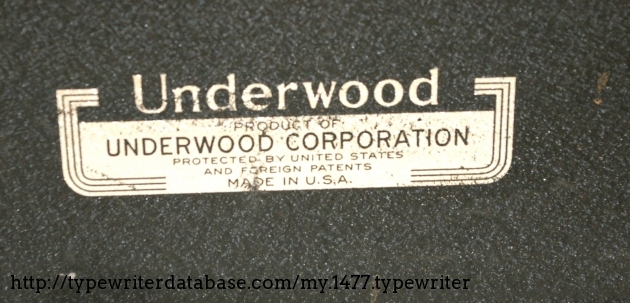 Underwood
PRODUCT OF
UNDERWOOD CORPORATION
PROTECTED BY UNITED STATES
AND FOREIGN PATENTS
MADE IN U.S.A.
http://typewriterdatabase.com/my.1477.typewriter